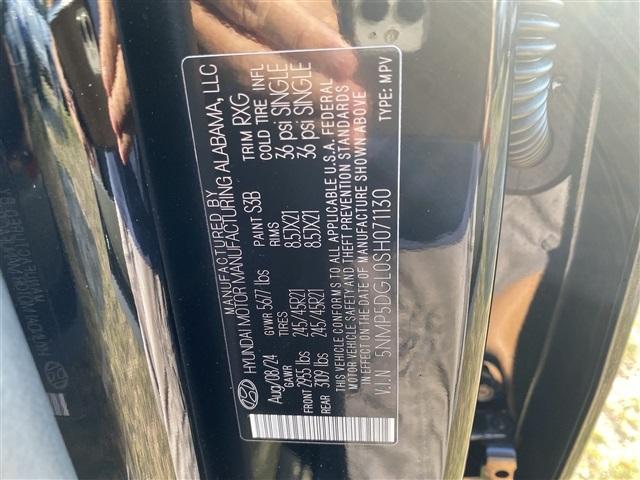 MANUFACTURED BY
HYUNDAI MOTOR MANUFACTURING ALABAMA, LLC
Aug/08/24 GVWR 5677 lbs PAINT S3B TRIM RXG
GAWR TIRES RIMS COLD TIRE INFL
FRONT 2955 lbs 245/45R21 8.5JX21 36 psi SINGLE
REAR 3109 lbs 245/45R21 8.5JX21 36 psi SINGLE
THIS VEHICLE CONFORMS TO ALL APPLICABLE U.S.A. FEDERAL
MOTOR VEHICLE SAFETY AND THEFT PREVENTION STANDARDS
IN EFFECT ON THE DATE OF MANUFACTURE SHOWN ABOVE
V.I.N 5NMP5DGL0SH071130 TYPE: MPV